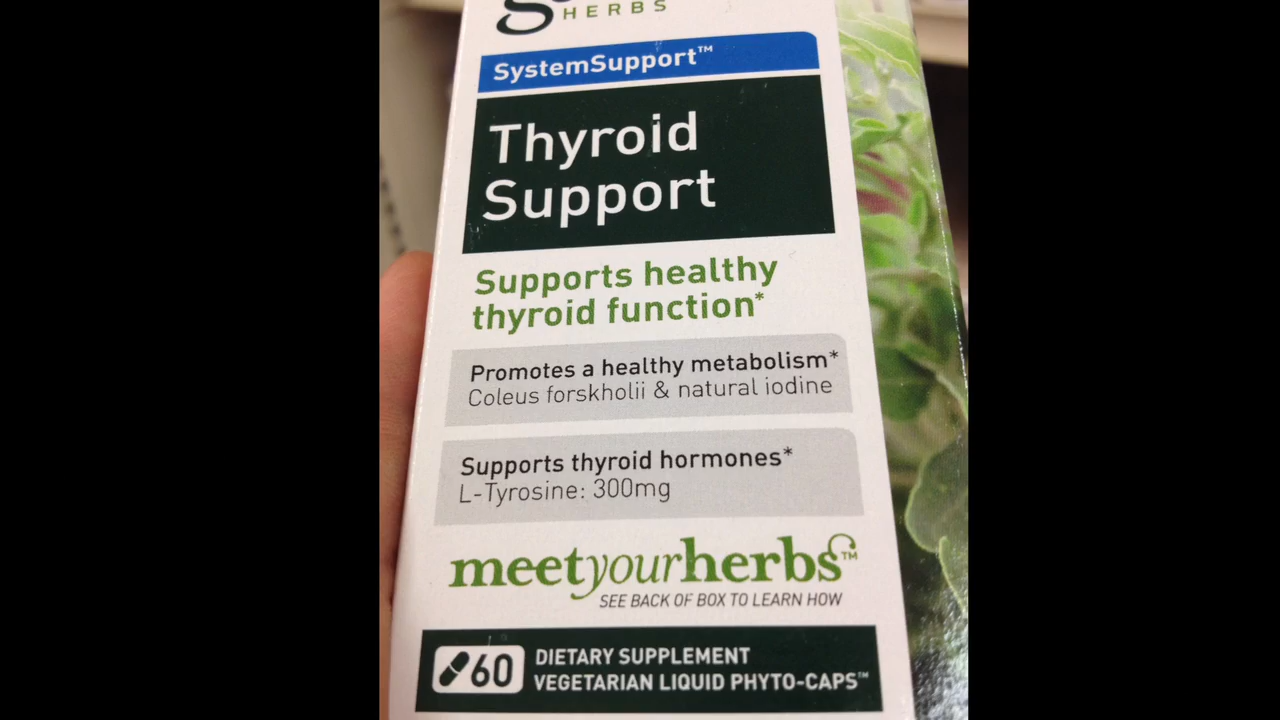 HERBS
SystemSupport™
Thyroid
Support
Supports healthy
thyroid function*
Promotes a healthy metabolism*
Coleus forskholii & natural iodine
Supports thyroid hormones*
L-Tyrosine: 300mg
meetyourherbs™
SEE BACK OF BOX TO LEARN HOW
60 DIETARY SUPPLEMENT
VEGETARIAN LIQUID PHYTO-CAPS™